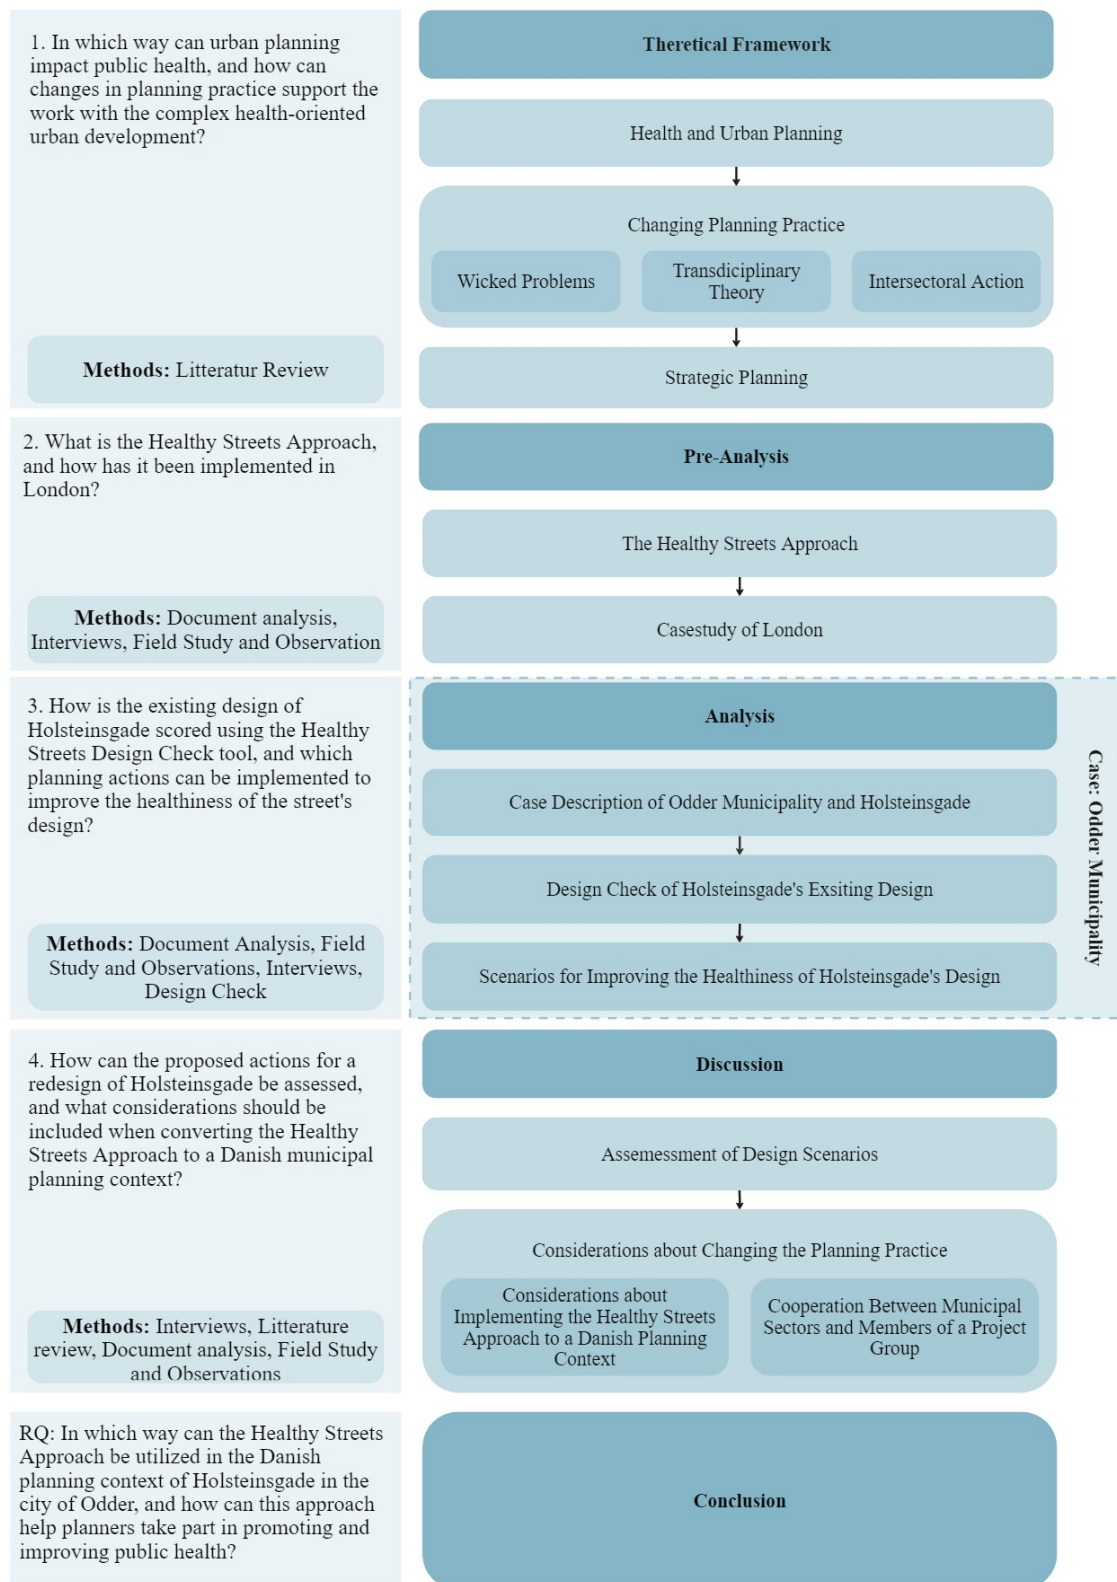 1. In which way can urban planning
impact public health, and how can
changes in planning practice support the
work with the complex health-oriented
urban development?
Methods: Litteratur Review
Theretical Framework
Health and Urban Planning
Changing Planning Practice
Wicked Problems
Transdiciplinary
Theory
Intersectoral Action
Strategic Planning
2. What is the Healthy Streets Approach,
and how has it been implemented in
London?
Methods: Document analysis,
Interviews, Field Study and Observation
Pre-Analysis
The Healthy Streets Approach
Casestudy of London
3. How is the existing design of
Holsteinsgade scored using the Healthy
Streets Design Check tool, and which
planning actions can be implemented to
improve the healthiness of the street's
design?
Methods: Document Analysis, Field
Study and Observations, Interviews,
Design Check
Analysis
Case Description of Odder Municipality and Holsteinsgade
Design Check of Holsteinsgade's Exsiting Design
Scenarios for Improving the Healthiness of Holsteinsgade's Design
Case: Odder Municipality
4. How can the proposed actions for a
redesign of Holsteinsgade be assessed,
and what considerations should be
included when converting the Healthy
Streets Approach to a Danish municipal
planning context?
Methods: Interviews, Litterature
review, Document analysis, Field Study
and Observations
Discussion
Assemessment of Design Scenarios
Considerations about Changing the Planning Practice
Considerations about
Implementing the Healthy Streets
Approach to a Danish Planning
Context
Cooperation Between Municipal
Sectors and Members of a Project
Group
RQ: In which way can the Healthy Streets
Approach be utilized in the Danish
planning context of Holsteinsgade in the
city of Odder, and how can this approach
help planners take part in promoting and
improving public health?
Conclusion